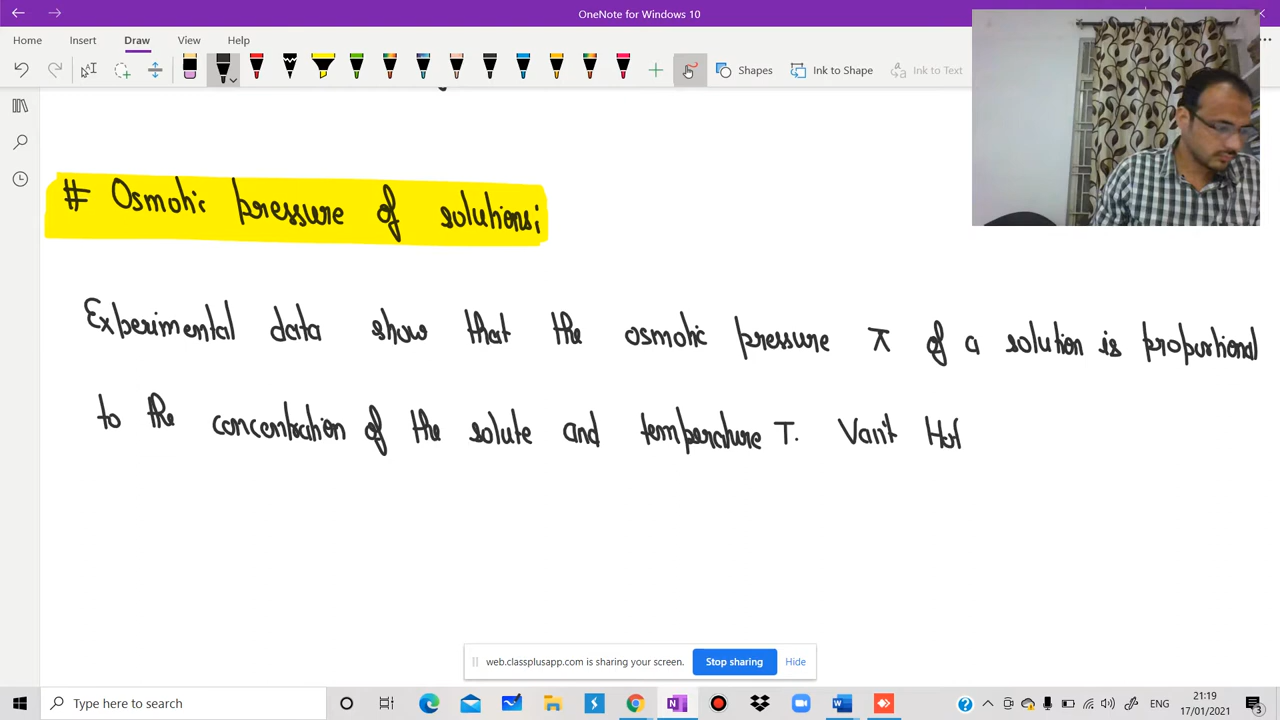 OneNote for Windows 10
Home Insert Draw View Help
Shapes Ink to Shape Ink to Text
# Osmotic pressure of solutions;
Experimental data show that the osmotic pressure π of a solution is proportional
to the concentration of the solute and temperature T. Van't
web.classplusapp.com is sharing your screen. Stop sharing Hide
Type here to search
ENG
21:19
17/01/2021
3